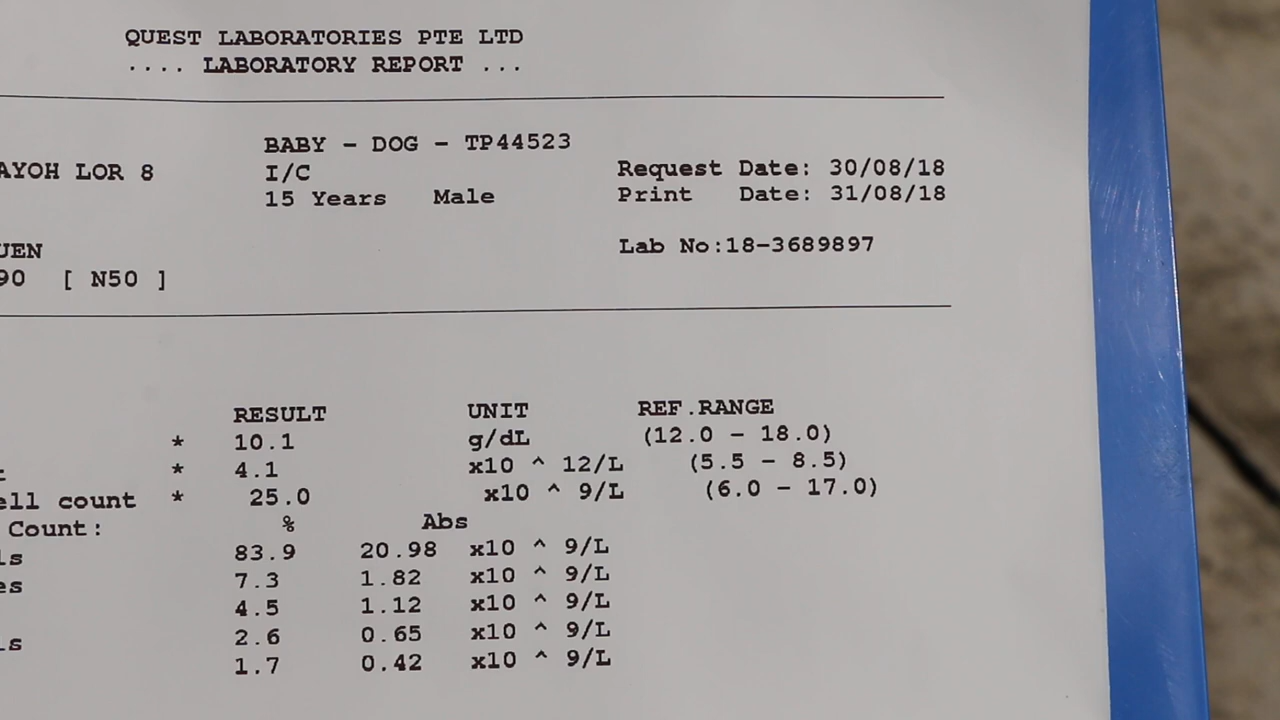 QUEST LABORATORIES PTE LTD
.... LABORATORY REPORT ...
BABY - DOG - TP44523
AYOH LOR 8 I/C Request Date: 30/08/18
15 Years Male Print Date: 31/08/18
UEN Lab No:18-3689897
90 [ N50 ]
RESULT UNIT REF.RANGE
* 10.1 g/dL (12.0 - 18.0)
* 4.1 x10 ^ 12/L (5.5 - 8.5)
ell count * 25.0 x10 ^ 9/L (6.0 - 17.0)
Count: % Abs
ls 83.9 20.98 x10 ^ 9/L
es 7.3 1.82 x10 ^ 9/L
4.5 1.12 x10 ^ 9/L
ls 2.6 0.65 x10 ^ 9/L
1.7 0.42 x10 ^ 9/L